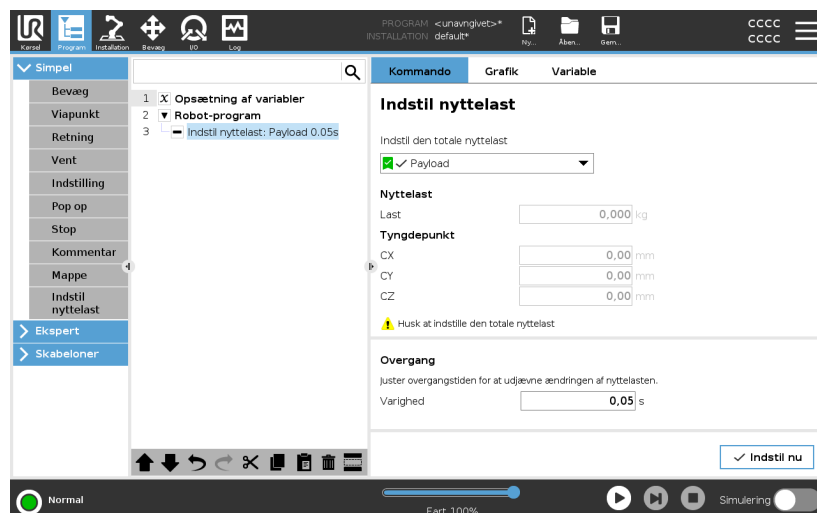 PROGRAM <unavngivet>*
INSTALLATION default*
Kørsel
Program
Installation
Bevæg
I/O
Log
Ny...
Åben...
Gem...
CCCC
CCCC
Simpel
Bevæg
Viapunkt
Retning
Vent
Indstilling
Pop op
Stop
Kommentar
Mappe
Indstil
nyttelast
Ekspert
Skabeloner
1 X Opsætning af variabler
2 Robot-program
3 Indstil nyttelast: Payload 0.05s
Kommando
Grafik
Variable
Indstil nyttelast
Indstil den totale nyttelast
Payload
Nyttelast
Last 0,000 kg
Tyngdepunkt
CX 0,00 mm
CY 0,00 mm
CZ 0,00 mm
Husk at indstille den totale nyttelast
Overgang
Juster overgangstiden for at udjævne ændringen af nyttelasten.
Varighed 0,05 s
Indstil nu
Normal
Fart 100%
Simulering